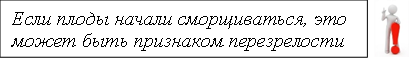 Если плоды начали сморщиваться, это
может быть признаком перезрелости